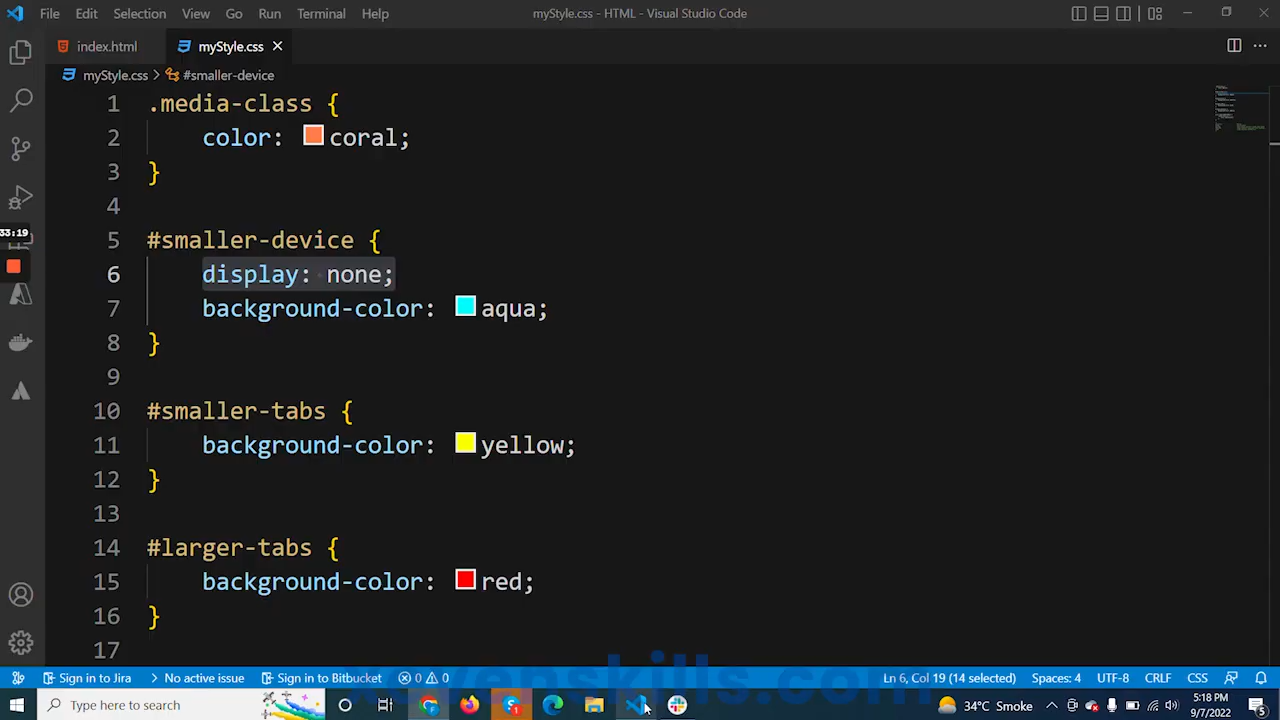 File Edit Selection View Go Run Terminal Help myStyle.css - HTML - Visual Studio Code
index.html myStyle.css
myStyle.css > #smaller-device
1 .media-class {
2 color: coral;
3 }
4
5 #smaller-device {
6 display: none;
7 background-color: aqua;
8 }
9
10 #smaller-tabs {
11 background-color: yellow;
12 }
13
14 #larger-tabs {
15 background-color: red;
16 }
17
33:19
Sign in to Jira No active issue Sign in to Bitbucket 0 0 Ln 6, Col 19 (14 selected) Spaces: 4 UTF-8 CRLF CSS
Type here to search 1 34°C Smoke 5:18 PM
9/7/2022 5